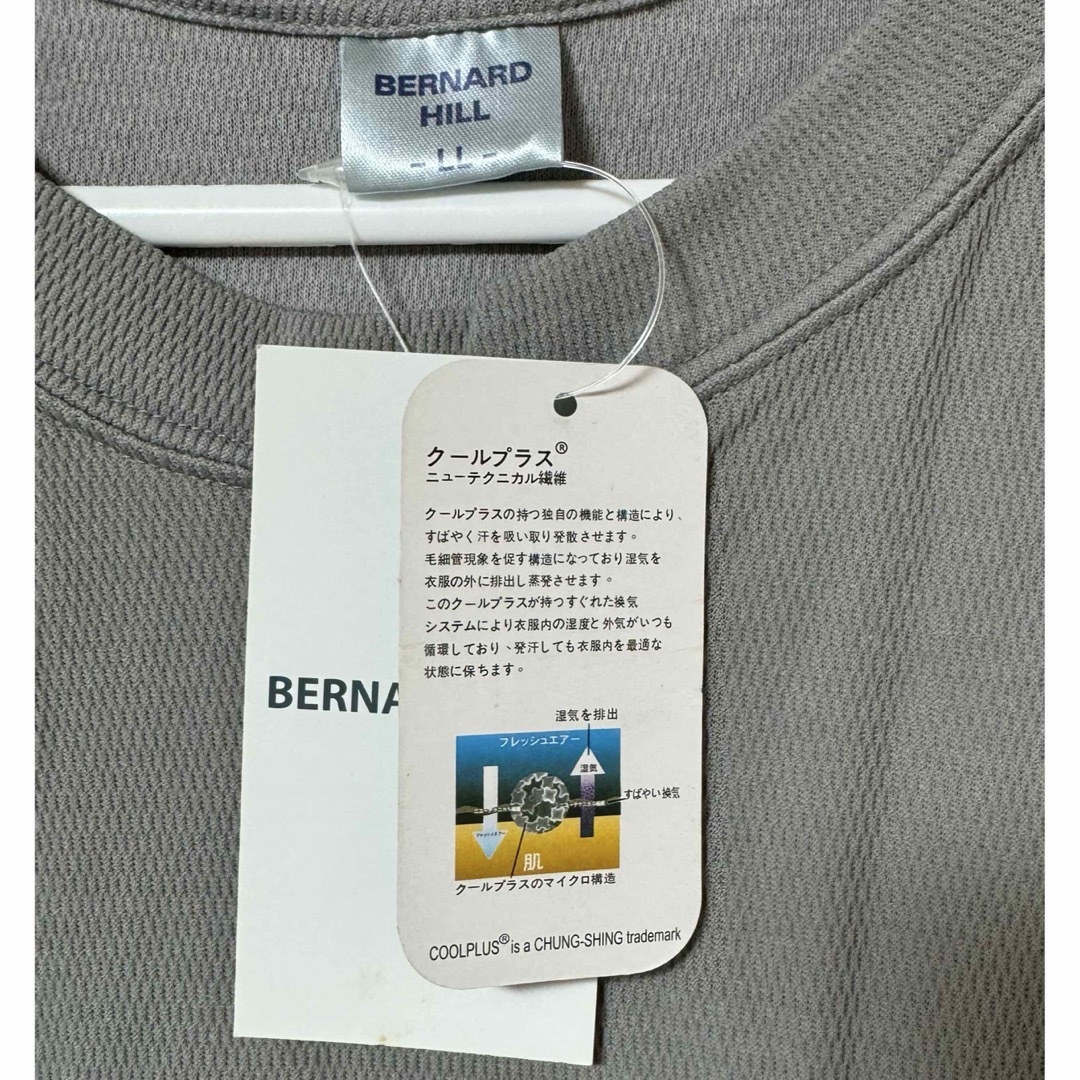 BERNARD
HILL
- LL -
BERNA
クールプラス®
ニューテクニカル繊維
クールプラスの持つ独自の機能と構造により、
すばやく汗を吸い取り発散させます。
毛細管現象を促す構造になっており湿気を
衣服の外に排出し蒸発させます。
このクールプラスが持つすぐれた換気
システムにより衣服内の湿度と外気がいつも
循環しており、発汗しても衣服内を最適な
状態に保ちます。
湿気を排出
フレッシュエアー
湿気
すばやい換気
フレッシュエアー
肌
クールプラスのマイクロ構造
COOLPLUS® is a CHUNG-SHING trademark